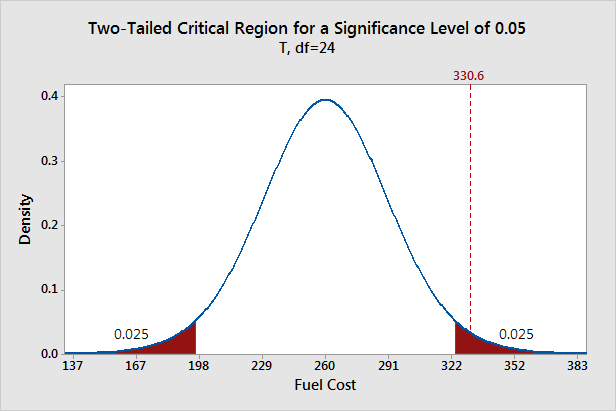 Two-Tailed Critical Region for a Significance Level of 0.05
T, df=24
330.6
0.4
0.3
0.2
0.1
0.0
Density
0.025
0.025
137 167 198 229 260 291 322 352 383
Fuel Cost